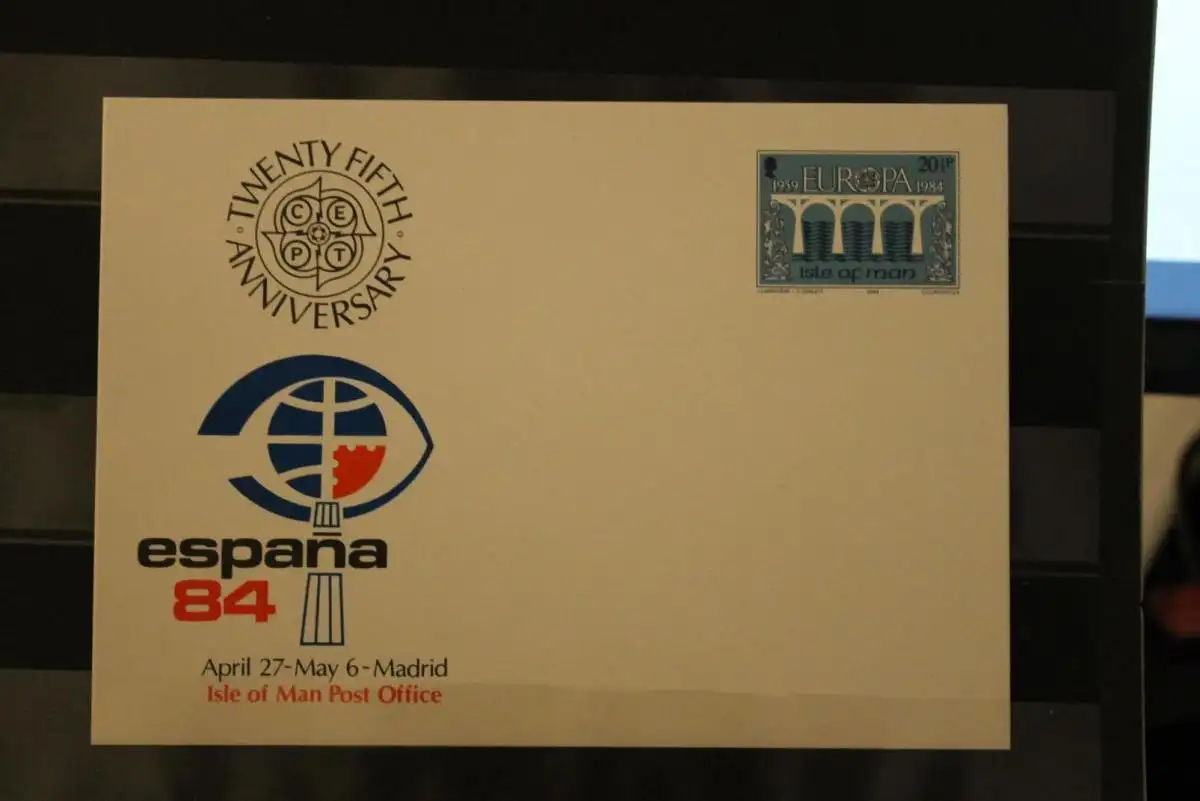 TWENTY FIFTH
ANNIVERSARY
C E
P T
20½P
1959 EUROPA 1984
isle of man
españa
84
April 27-May 6-Madrid
Isle of Man Post Office